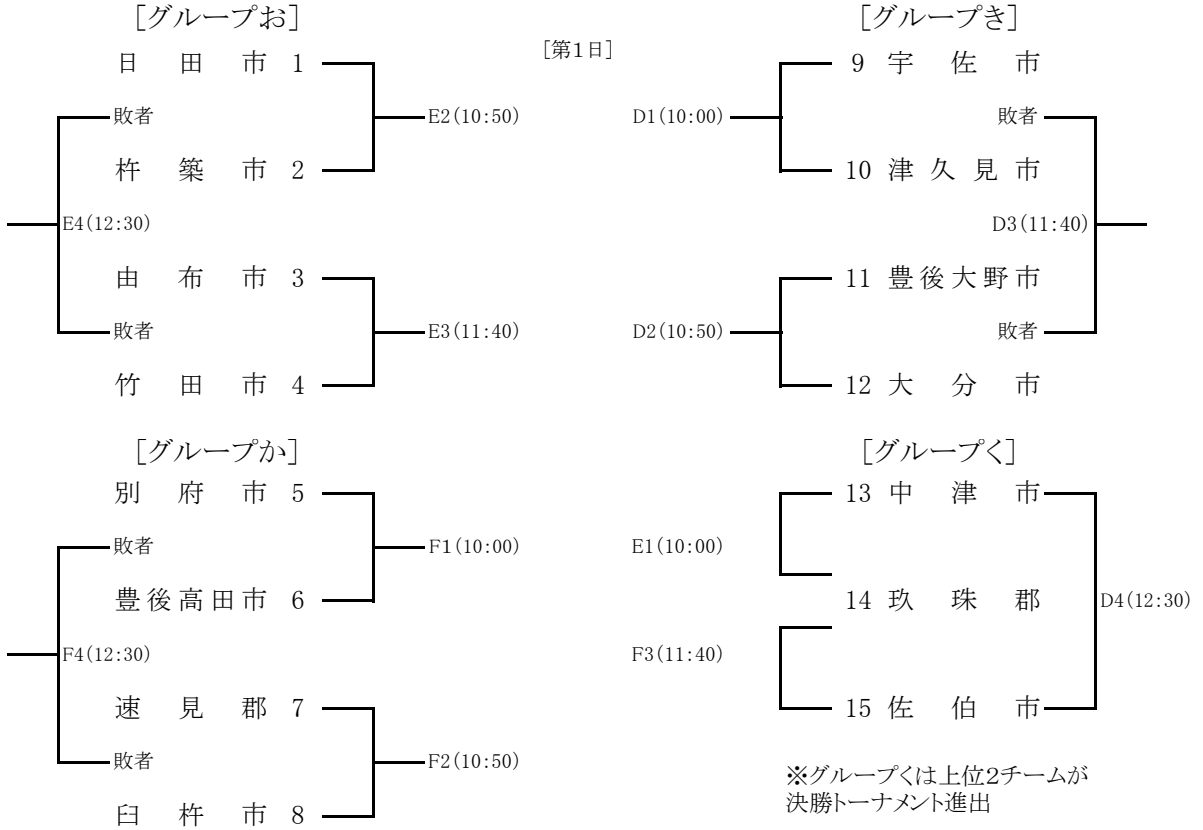 [グループお]
[第1日]
日田市 1
敗者
E2(10:50)
杵築市 2
E4(12:30)
由布市 3
敗者
E3(11:40)
竹田市 4
[グループき]
9 宇佐市
D1(10:00)
敗者
10 津久見市
D3(11:40)
11 豊後大野市
D2(10:50)
敗者
12 大分市
[グループか]
別府市 5
敗者
F1(10:00)
豊後高田市 6
F4(12:30)
速見郡 7
敗者
F2(10:50)
臼杵市 8
[グループく]
13 中津市
E1(10:00)
14 玖珠郡
D4(12:30)
F3(11:40)
15 佐伯市
※グループくは上位2チームが
決勝トーナメント進出